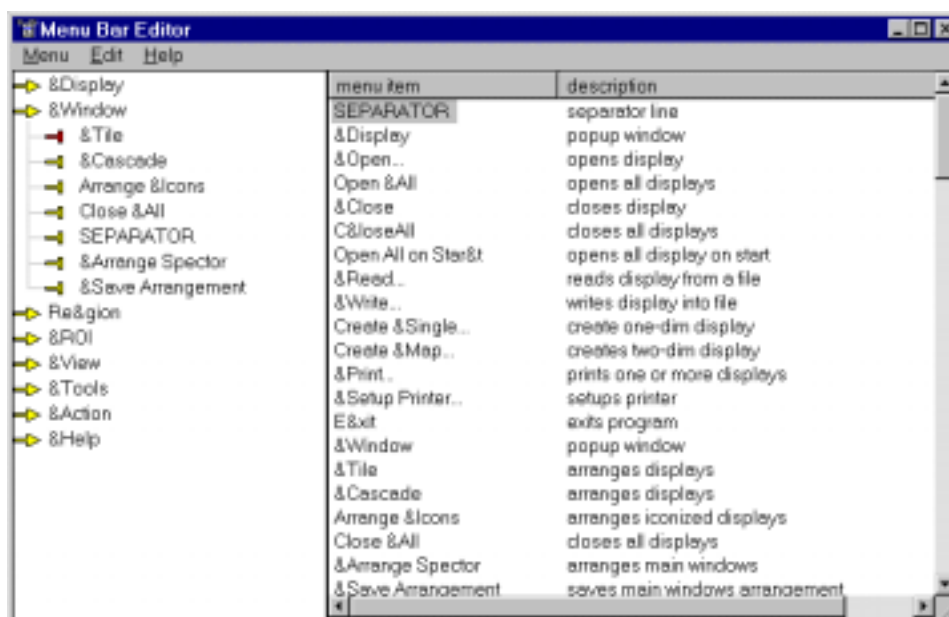 Menu Bar Editor
Menu Edit Help
&Display
&Window
&Tile
&Cascade
Arrange &Icons
Close &All
SEPARATOR
&Arrange Spector
&Save Arrangement
Re&gion
&ROI
&View
&Tools
&Action
&Help
menu item description
SEPARATOR separator line
&Display popup window
&Open... opens display
Open &All opens all displays
&Close closes display
C&loseAll closes all displays
Open All on Star&t opens all display on start
&Read... reads display from a file
&Write... writes display into file
Create &Single... create one-dim display
Create &Map... creates two-dim display
&Print... prints one or more displays
&Setup Printer... setups printer
E&xit exits program
&Window popup window
&Tile arranges displays
&Cascade arranges displays
Arrange &Icons arranges iconized displays
Close &All closes all displays
&Arrange Spector arranges main windows
&Save Arrangement saves main windows arrangement